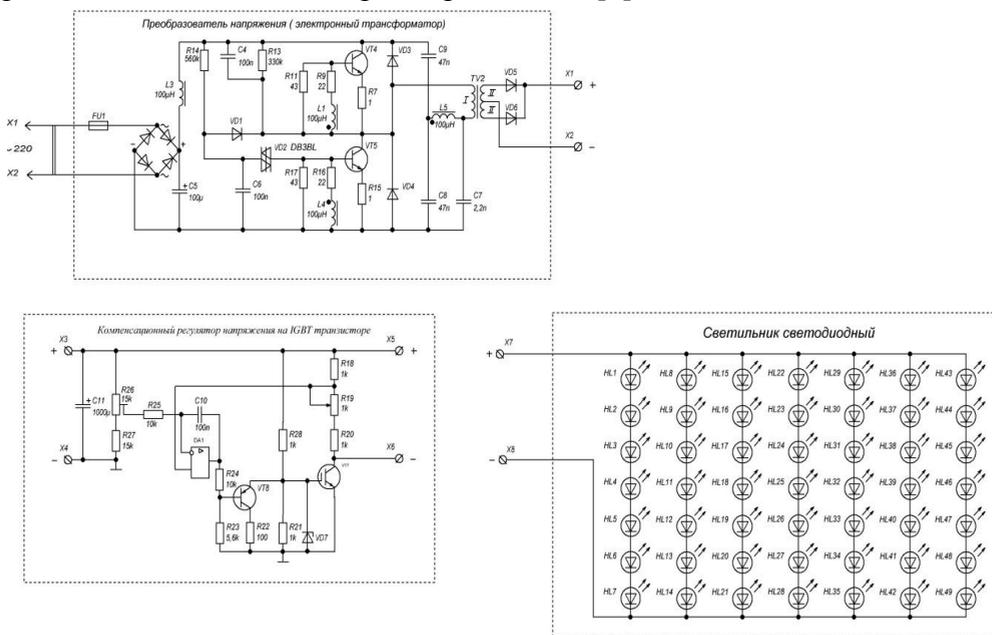 Преобразователь напряжения ( электронный трансформатор)
X1
~220
X2
FU1
~
-
+
~
L3
100µH
C5
100µ
R14
560k
C4
100n
R13
330k
VD1
VD2 DB3BL
C6
100n
R11
43
R9
22
L1
100µH
R17
43
R16
22
L4
100µH
VT4
R7
1
VT5
R15
1
VD3
VD4
C9
47n
C8
47n
L5
100µH
C7
2,2n
TV2
I
II
II
VD5
VD6
X1
+
X2
-
Компенсационный регулятор напряжения на IGBT транзисторе
+ X3
- X4
C11
1000µ
R26
15k
R27
15k
R25
10k
C10
100n
DA1
R24
10k
R23
5,6k
VT8
R22
100
R28
1k
R21
1k
VD7
R18
1k
R19
1k
R20
1k
X5 +
X6 -
Светильник светодиодный
+ X7
- X8
HL1 HL8 HL15 HL22 HL29 HL36 HL43
HL2 HL9 HL16 HL23 HL30 HL37 HL44
HL3 HL10 HL17 HL24 HL31 HL38 HL45
HL4 HL11 HL18 HL25 HL32 HL39 HL46
HL5 HL12 HL19 HL26 HL33 HL40 HL47
HL6 HL13 HL20 HL27 HL34 HL41 HL48
HL7 HL14 HL21 HL28 HL35 HL42 HL49